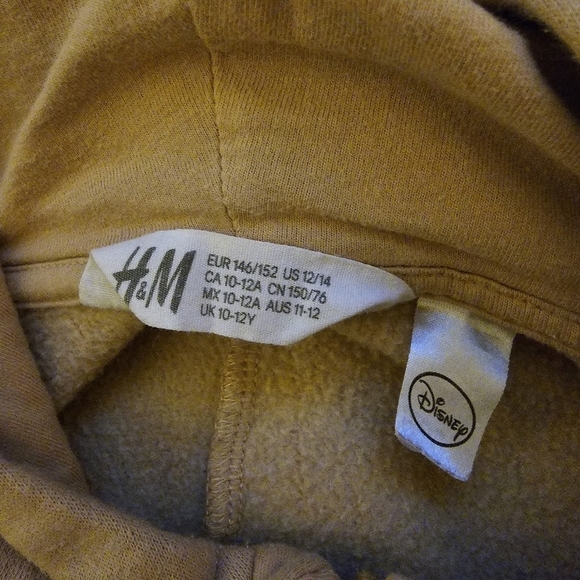 H&M
EUR 146/152 US 12/14
CA 10-12A CN 150/76
MX 10-12A AUS 11-12
UK 10-12Y
Disney